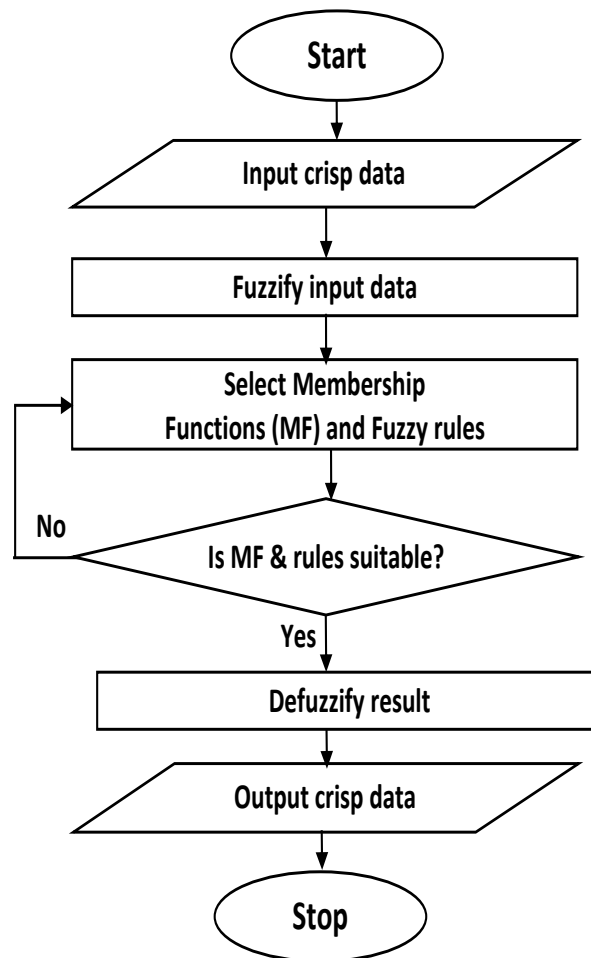 Start
Input crisp data
Fuzzify input data
Select Membership
Functions (MF) and Fuzzy rules
No
Is MF & rules suitable?
Yes
Defuzzify result
Output crisp data
Stop